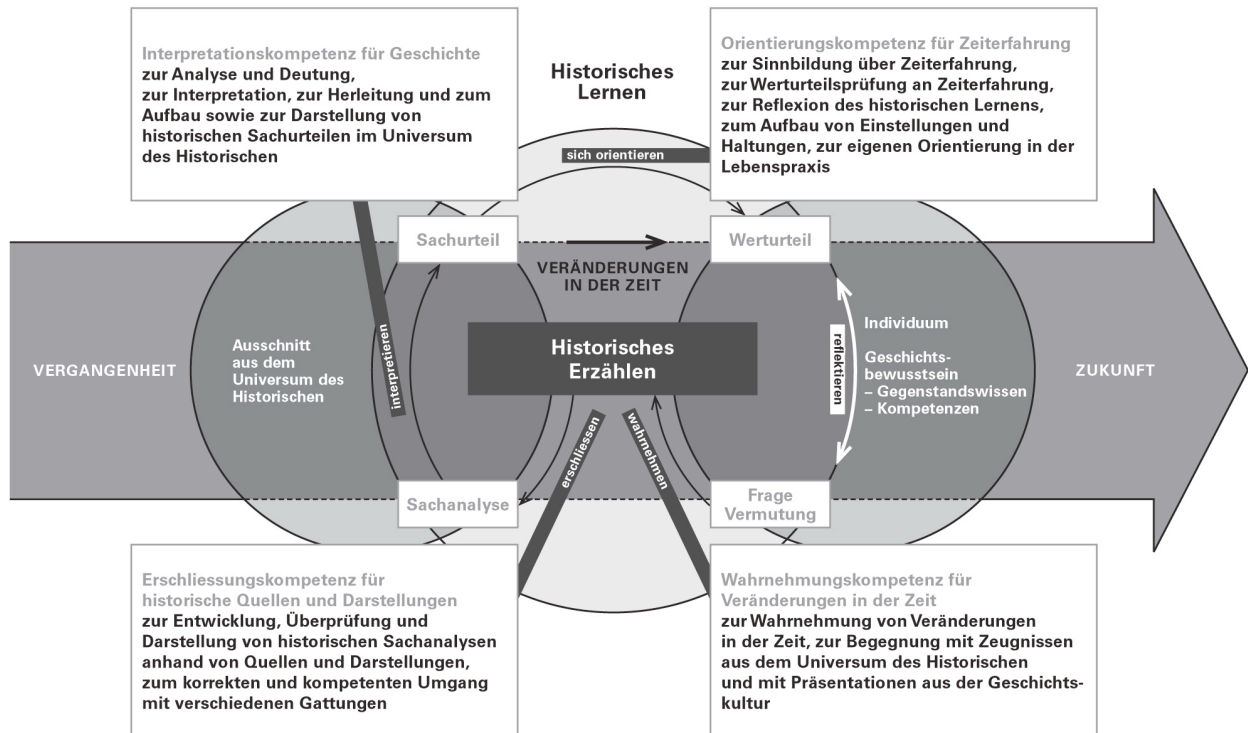 Interpretationskompetenz für Geschichte
zur Analyse und Deutung,
zur Interpretation, zur Herleitung und zum
Aufbau sowie zur Darstellung von
historischen Sachurteilen im Universum
des Historischen
Historisches
Lernen
Orientierungskompetenz für Zeiterfahrung
zur Sinnbildung über Zeiterfahrung,
zur Werturteilsprüfung an Zeiterfahrung,
zur Reflexion des historischen Lernens,
zum Aufbau von Einstellungen und
Haltungen, zur eigenen Orientierung in der
Lebenspraxis
sich orientieren
Sachurteil
Werturteil
VERÄNDERUNGEN
IN DER ZEIT
VERGANGENHEIT
Ausschnitt
aus dem
Universum des
Historischen
interpretieren
Historisches
Erzählen
reflektieren
Individuum
Geschichts-
bewusstsein
– Gegenstandswissen
– Kompetenzen
ZUKUNFT
erschliessen
wahrnehmen
Sachanalyse
Frage
Vermutung
Erschliessungskompetenz für
historische Quellen und Darstellungen
zur Entwicklung, Überprüfung und
Darstellung von historischen Sachanalysen
anhand von Quellen und Darstellungen,
zum korrekten und kompetenten Umgang
mit verschiedenen Gattungen
Wahrnehmungskompetenz für
Veränderungen in der Zeit
zur Wahrnehmung von Veränderungen
in der Zeit, zur Begegnung mit Zeugnissen
aus dem Universum des Historischen
und mit Präsentationen aus der Geschichts-
kultur